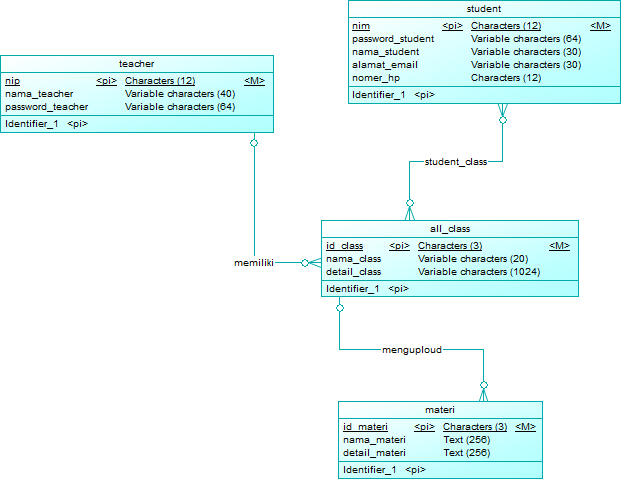 student
nim <pi> Characters (12) <M>
password_student Variable characters (64)
nama_student Variable characters (30)
alamat_email Variable characters (30)
nomer_hp Characters (12)
Identifier_1 <pi>
teacher
nip <pi> Characters (12) <M>
nama_teacher Variable characters (40)
password_teacher Variable characters (64)
Identifier_1 <pi>
student_class
all_class
id_class <pi> Characters (3) <M>
nama_class Variable characters (20)
detail_class Variable characters (1024)
Identifier_1 <pi>
memiliki
menguploud
materi
id_materi <pi> Characters (3) <M>
nama_materi Text (256)
detail_materi Text (256)
Identifier_1 <pi>